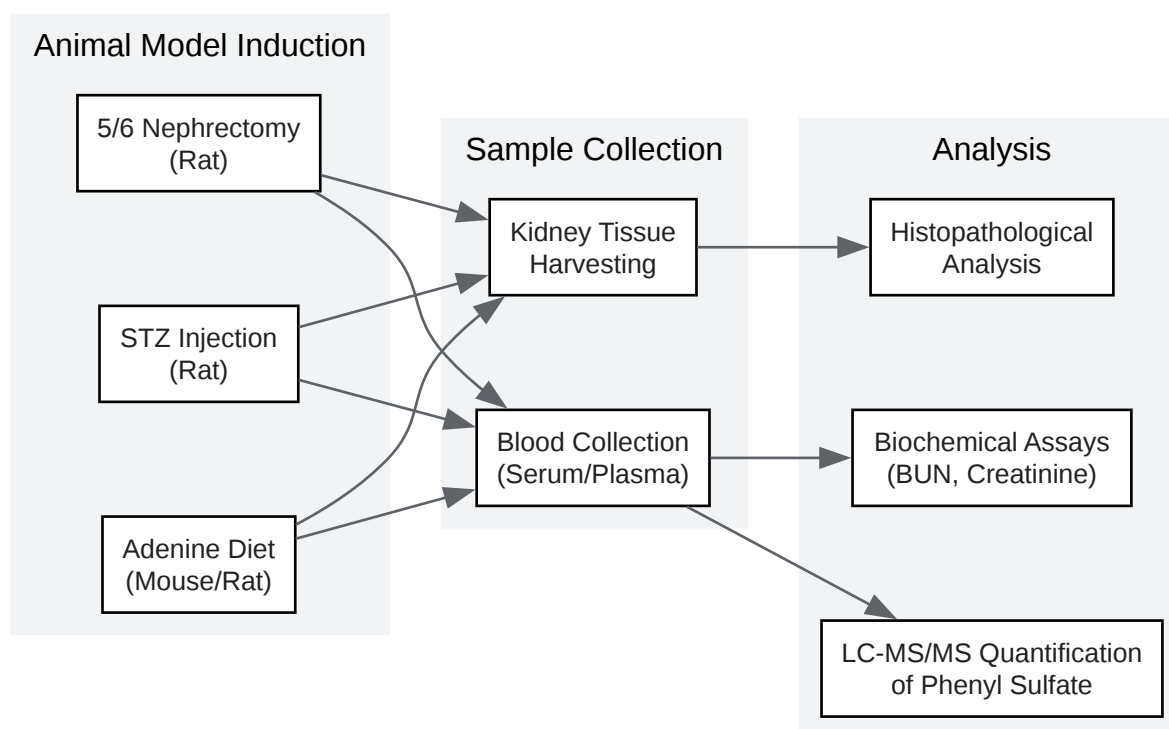 Animal Model Induction
5/6 Nephrectomy
(Rat)
STZ Injection
(Rat)
Adenine Diet
(Mouse/Rat)
Sample Collection
Kidney Tissue
Harvesting
Blood Collection
(Serum/Plasma)
Analysis
Histopathological
Analysis
Biochemical Assays
(BUN, Creatinine)
LC-MS/MS Quantification
of Phenyl Sulfate